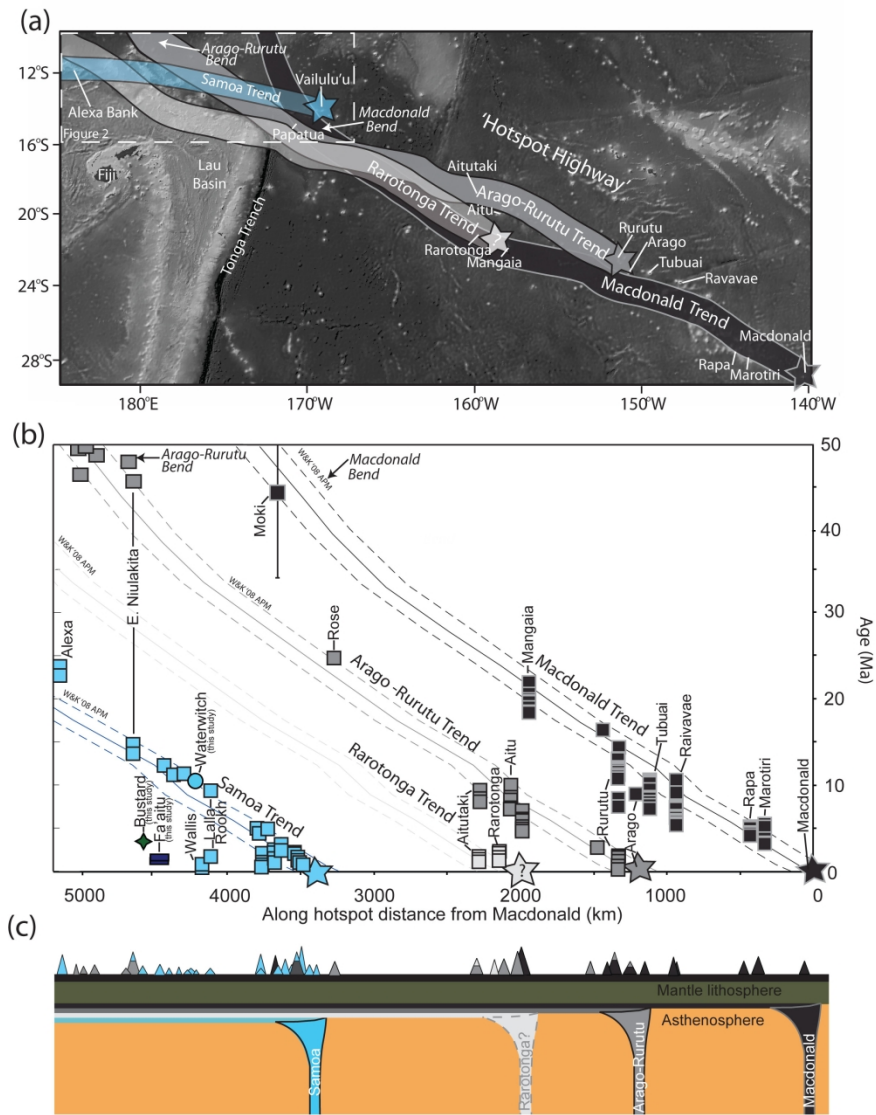 (a)
Arago-Rurutu
Bend
12°S
Samoa Trend
Vailulu'u
Alexa Bank
Macdonald
Bend
Papatua
Figure 2
16°S
'Hotspot Highway'
Fiji
Lau
Basin
Aitutaki
Rarotonga Trend
Arago-Rurutu Trend
20°S
Tonga Trench
Aitu
Rurutu
Arago
Rarotonga
Mangaia
Tubuai
24°S
Ravavae
Macdonald Trend
Macdonald
28°S
Rapa
Marotiri
180°E
170°W
160°W
150°W
140°W
(b)
50
Arago-Rurutu
Bend
W&K'08 APM
Macdonald
Bend
Moki
40
W&K'08 APM
W&K'08 APM
E. Niulakita
30
Rose
Age (Ma)
Alexa
Mangaia
Arago -Rurutu Trend
Macdonald Trend
20
W&K'08 APM
Waterwitch
(this study)
Tubuai
Raivavae
Rarotonga Trend
Aitu
10
Samoa Trend
Bustard
(this study)
Fa'aitu
(this study)
Wallis
Lalla-
Rookh
Aitutaki
Rarotonga
Rurutu
Arago
Rapa
Marotiri
Macdonald
?
0
5000
4000
3000
2000
1000
0
Along hotspot distance from Macdonald (km)
(c)
Mantle lithosphere
Asthenosphere
Samoa
Rarotonga?
Arago-Rurutu
Macdonald